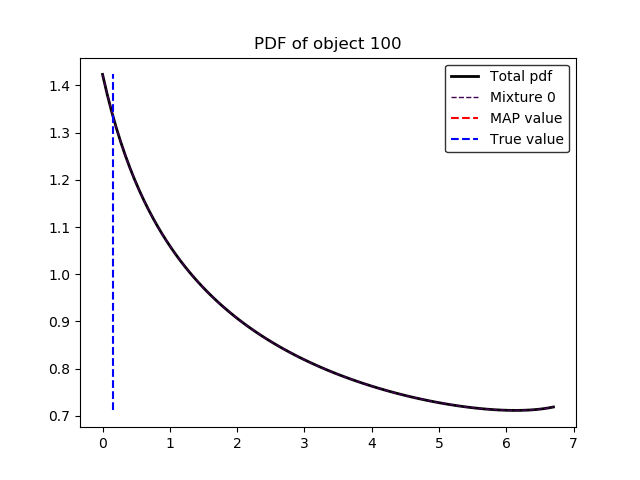 PDF of object 100
Total pdf
Mixture 0
MAP value
True value
1.4
1.3
1.2
1.1
1.0
0.9
0.8
0.7
0 1 2 3 4 5 6 7